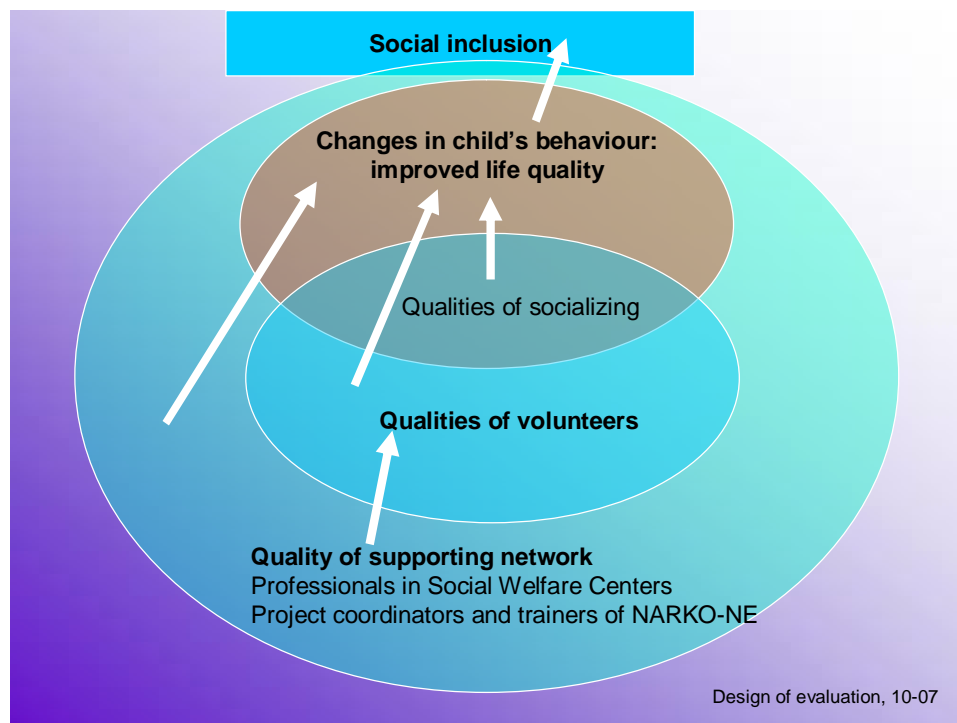 Social inclusion
Changes in child’s behaviour:
improved life quality
Qualities of socializing
Qualities of volunteers
Quality of supporting network
Professionals in Social Welfare Centers
Project coordinators and trainers of NARKO-NE
Design of evaluation, 10-07